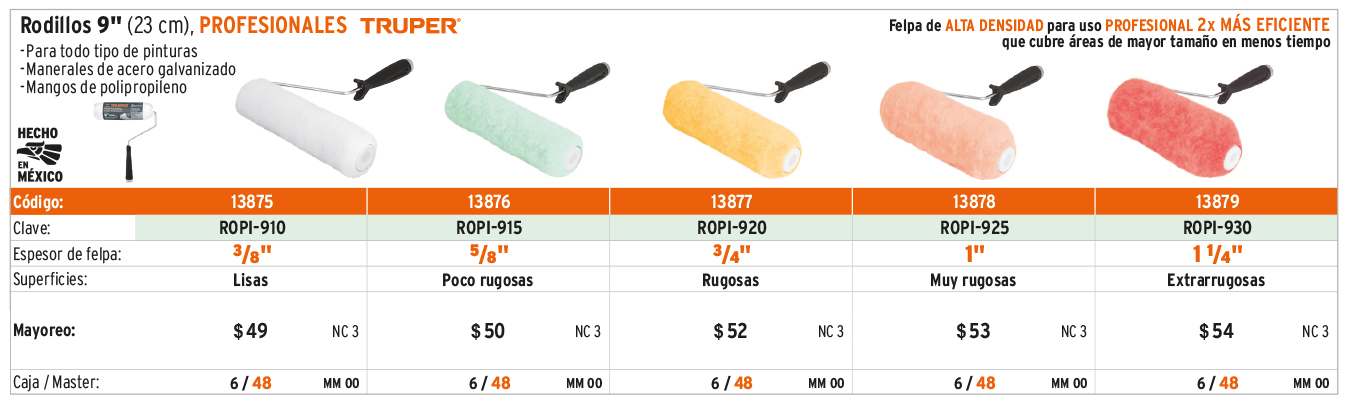 Rodillos 9" (23 cm), PROFESIONALES TRUPER®
-Para todo tipo de pinturas
-Manerales de acero galvanizado
-Mangos de polipropileno
Felpa de ALTA DENSIDAD para uso PROFESIONAL 2x MÁS EFICIENTE
que cubre áreas de mayor tamaño en menos tiempo
TRUPER
HECHO
EN
MÉXICO
Código: 13875 13876 13877 13878 13879
Clave: ROPI-910 ROPI-915 ROPI-920 ROPI-925 ROPI-930
Espesor de felpa: 3/8" 5/8" 3/4" 1" 1 1/4"
Superficies: Lisas Poco rugosas Rugosas Muy rugosas Extrarrugosas
Mayoreo: $49 NC 3 $50 NC 3 $52 NC 3 $53 NC 3 $54 NC 3
Caja / Master: 6 / 48 MM 00 6 / 48 MM 00 6 / 48 MM 00 6 / 48 MM 00 6 / 48 MM 00